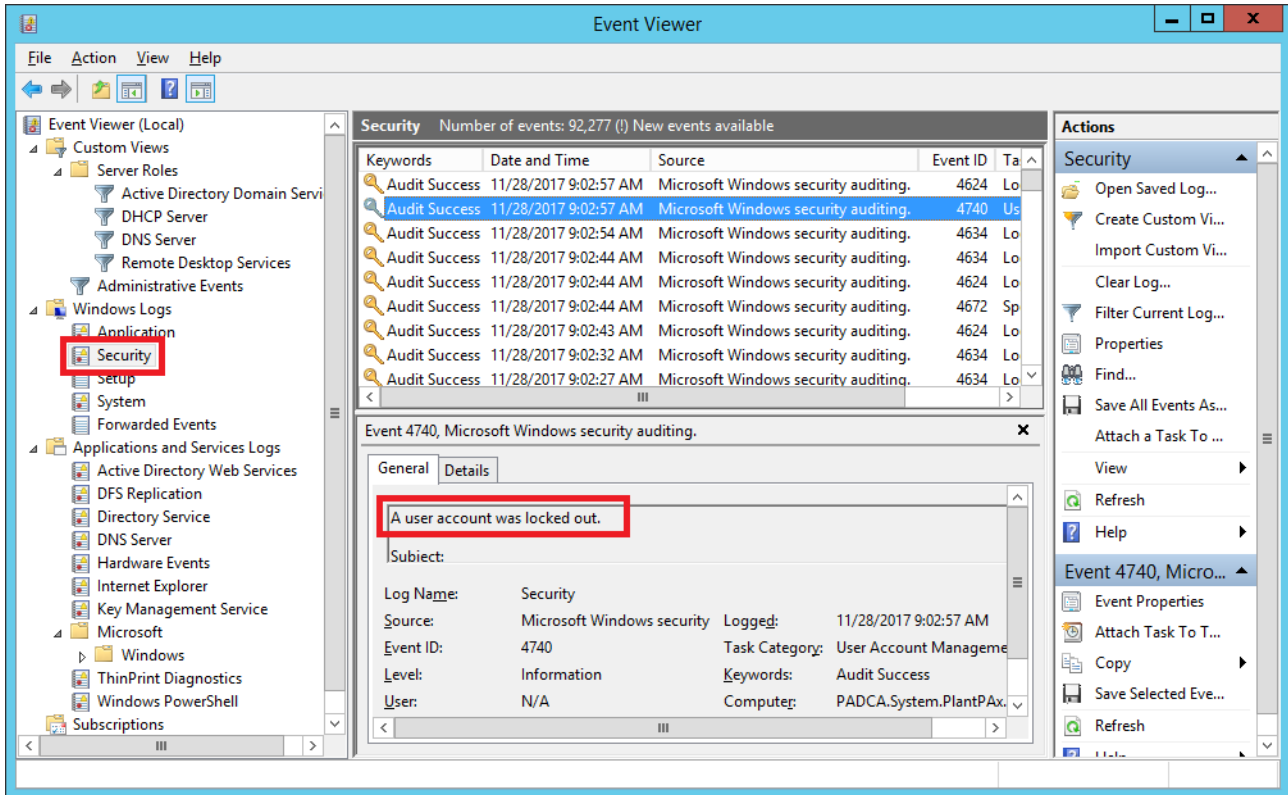 Event Viewer
File Action View Help
Event Viewer (Local)
Custom Views
Server Roles
Active Directory Domain Servi
DHCP Server
DNS Server
Remote Desktop Services
Administrative Events
Windows Logs
Application
Security
Setup
System
Forwarded Events
Applications and Services Logs
Active Directory Web Services
DFS Replication
Directory Service
DNS Server
Hardware Events
Internet Explorer
Key Management Service
Microsoft
Windows
ThinPrint Diagnostics
Windows PowerShell
Subscriptions
Security Number of events: 92,277 (!) New events available
Keywords Date and Time Source Event ID Ta
Audit Success 11/28/2017 9:02:57 AM Microsoft Windows security auditing. 4624 Lo
Audit Success 11/28/2017 9:02:57 AM Microsoft Windows security auditing. 4740 Us
Audit Success 11/28/2017 9:02:54 AM Microsoft Windows security auditing. 4634 Lo
Audit Success 11/28/2017 9:02:44 AM Microsoft Windows security auditing. 4634 Lo
Audit Success 11/28/2017 9:02:44 AM Microsoft Windows security auditing. 4624 Lo
Audit Success 11/28/2017 9:02:44 AM Microsoft Windows security auditing. 4672 Sp
Audit Success 11/28/2017 9:02:43 AM Microsoft Windows security auditing. 4624 Lo
Audit Success 11/28/2017 9:02:32 AM Microsoft Windows security auditing. 4634 Lo
Audit Success 11/28/2017 9:02:27 AM Microsoft Windows security auditing. 4634 Lo
Event 4740, Microsoft Windows security auditing.
General Details
A user account was locked out.
Subject:
Log Name: Security
Source: Microsoft Windows security Logged: 11/28/2017 9:02:57 AM
Event ID: 4740 Task Category: User Account Manageme
Level: Information Keywords: Audit Success
User: N/A Computer: PADCA.System.PlantPAx.
Actions
Security
Open Saved Log...
Create Custom Vi...
Import Custom Vi...
Clear Log...
Filter Current Log...
Properties
Find...
Save All Events As...
Attach a Task To ...
View
Refresh
Help
Event 4740, Micro...
Event Properties
Attach Task To T...
Copy
Save Selected Eve...
Refresh